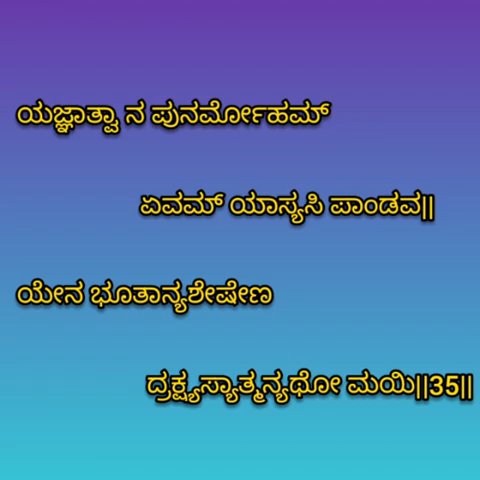 ಯಜ್ಞಾತ್ವಾ ನ ಪುನರ್ಮೋಹಮ್
ಏವಮ್ ಯಾಸ್ಯಸಿ ಪಾಂಡವ||
ಯೇನ ಭೂತಾನ್ಯಶೇಷೇಣ
ದ್ರಕ್ಷ್ಯಸ್ಯಾತ್ಮನ್ಯಥೋ ಮಯಿ||35||